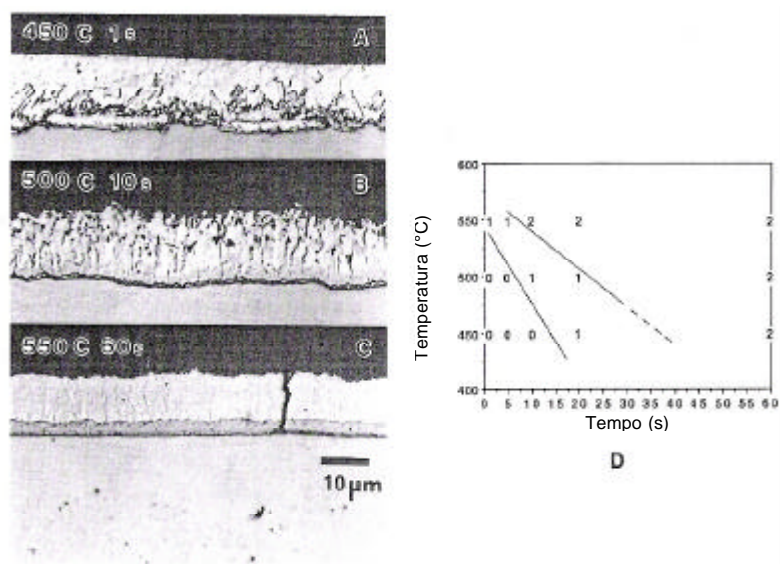 450 C 1s
A
500 C 10s
B
550 C 60s
C
10 µm
Temperatura (°C)
600
550
500
450
400
1 1 2 2 2
0 0 1 1 2
0 0 0 1 2
0 5 10 15 20 25 30 35 40 45 50 55 60
Tempo (s)
D